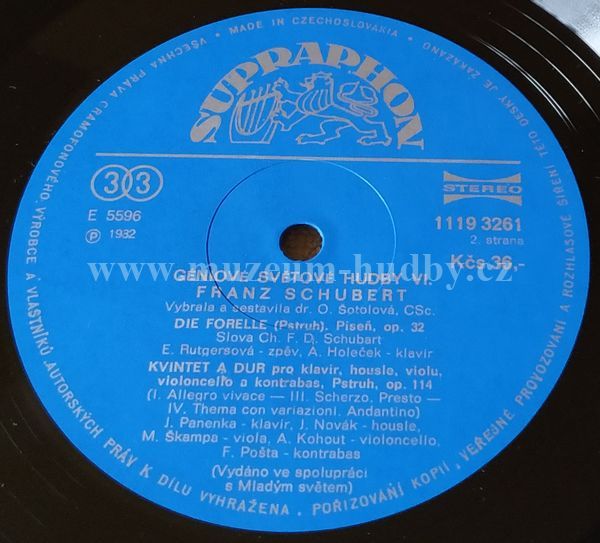 MADE IN CZECHOSLOVAKIA
SUPRAPHON
33
STEREO
E 5596
℗ 1982
1119 3261
2. strana
Kčs 36,-
www.muzeum-hudby.cz
GÉNIOVÉ SVĚTOVÉ HUDBY VI.
FRANZ SCHUBERT
Vybrala a sestavila dr. O. Šotolová, CSc.
DIE FORELLE (Pstruh). Píseň, op. 32
Slova Ch. F. D. Schubart
E. Rutgersová - zpěv, A. Holeček - klavír
KVINTET A DUR pro klavír, housle, violu,
violoncello a kontrabas, Pstruh, op. 114
(I. Allegro vivace — III. Scherzo. Presto —
IV. Thema con variazioni. Andantino)
J. Panenka - klavír, J. Novák - housle,
M. Škampa - viola, A. Kohout - violoncello,
F. Pošta - kontrabas
(Vydáno ve spolupráci
s Mladým světem)
VŠECHNA PRÁVA GRAMOFONOVÉHO VÝROBCE A VLASTNÍKŮ AUTORSKÝCH PRÁV K DÍLU VYHRAŽENA. POŘIZOVÁNÍ KOPIÍ, VEŘEJNÉ PROVOZOVÁNÍ A ROZHLASOVÉ ŠÍŘENÍ TÉTO DESKY JE ZAKÁZÁNO